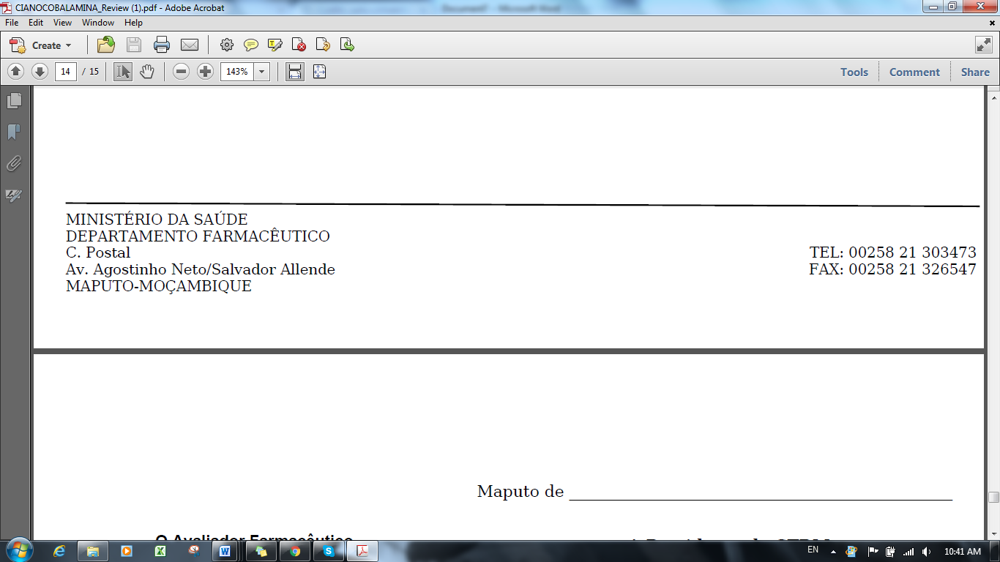 CIANOCOBALAMINA_Review (1).pdf - Adobe Acrobat
File Edit View Window Help
Create
14 / 15 143% Tools Comment Share
MINISTÉRIO DA SAÚDE
DEPARTAMENTO FARMACÊUTICO
C. Postal TEL: 00258 21 303473
Av. Agostinho Neto/Salvador Allende FAX: 00258 21 326547
MAPUTO-MOÇAMBIQUE
Maputo de
O Avaliador Farmacêutico
EN 10:41 AM